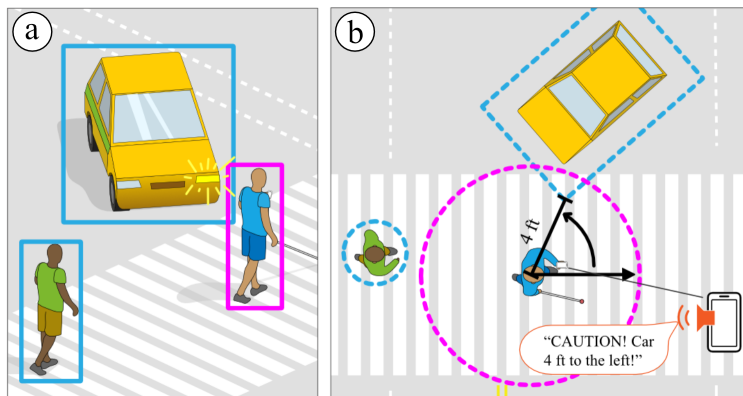 a
b
4 ft
“CAUTION! Car
4 ft to the left!”